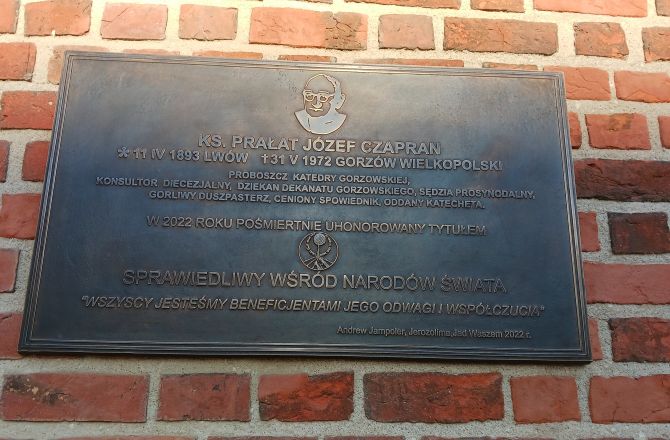 KS. PRAŁAT JÓZEF CZAPRAN
* 11 IV 1893 LWÓW † 31 V 1972 GORZÓW WIELKOPOLSKI
PROBOSZCZ KATEDRY GORZOWSKIEJ,
KONSULTOR DIECEZJALNY, DZIEKAN DEKANATU GORZOWSKIEGO, SĘDZIA PROSYNODALNY,
GORLIWY DUSZPASTERZ, CENIONY SPOWIEDNIK, ODDANY KATECHETA.
W 2022 ROKU POŚMIERTNIE UHONOROWANY TYTUŁEM
SPRAWIEDLIWY WŚRÓD NARODÓW ŚWIATA
"WSZYSCY JESTEŚMY BENEFICJENTAMI JEGO ODWAGI I WSPÓŁCZUCIA"
Andrew Jampoler, Jerozolima, Jad Waszem 2022 r.